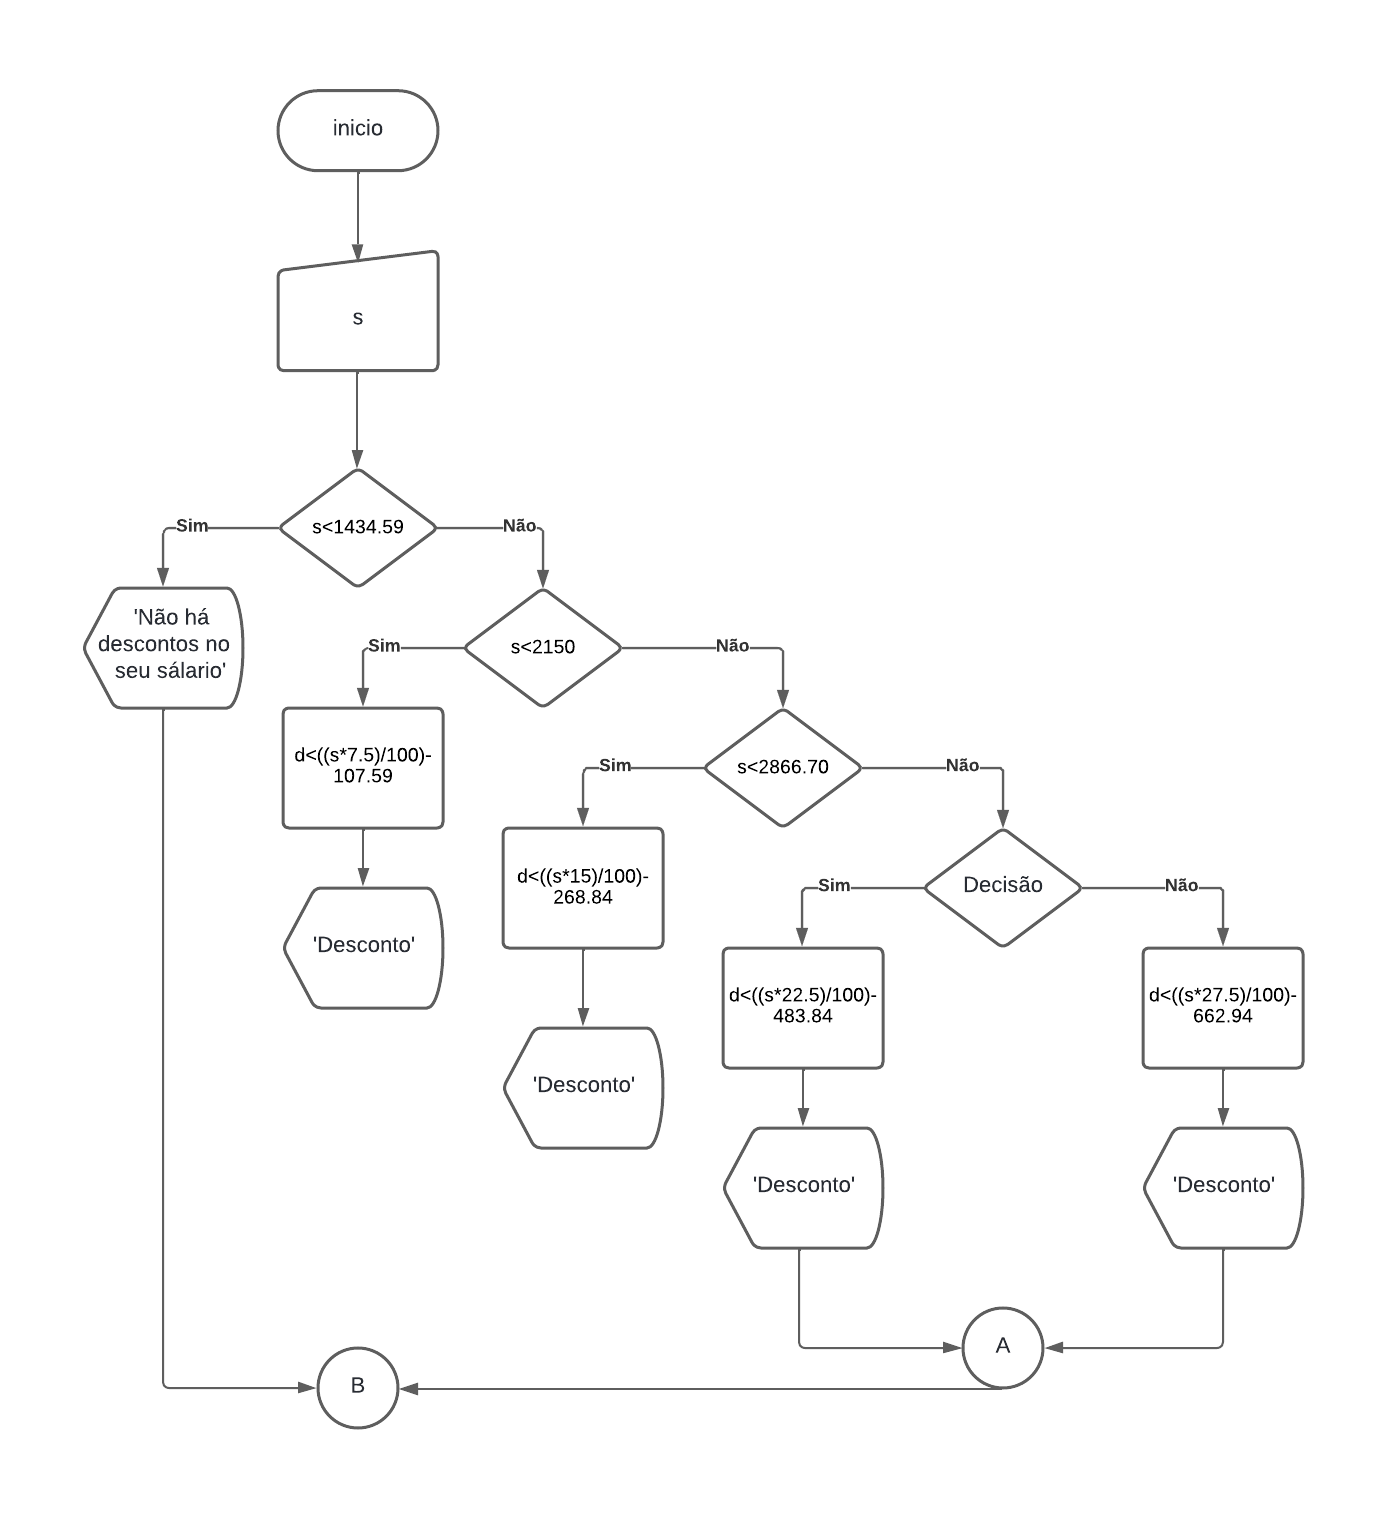 inicio
s
s<1434.59
Sim
Não
'Não há
descontos no
seu sálario'
s<2150
Sim
Não
d<((s*7.5)/100)-
107.59
s<2866.70
Sim
Não
d<((s*15)/100)-
268.84
Decisão
Sim
Não
'Desconto'
d<((s*22.5)/100)-
483.84
d<((s*27.5)/100)-
662.94
'Desconto'
'Desconto'
'Desconto'
A
B